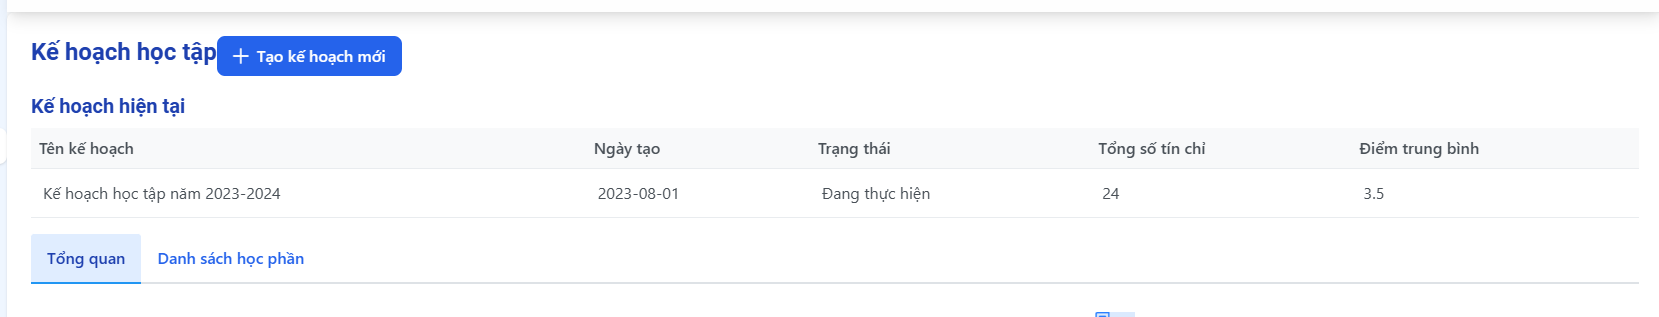 Kế hoạch học tập
Tạo kế hoạch mới
Kế hoạch hiện tại
Tên kế hoạch Ngày tạo Trạng thái Tổng số tín chỉ Điểm trung bình
Kế hoạch học tập năm 2023-2024 2023-08-01 Đang thực hiện 24 3.5
Tổng quan Danh sách học phần